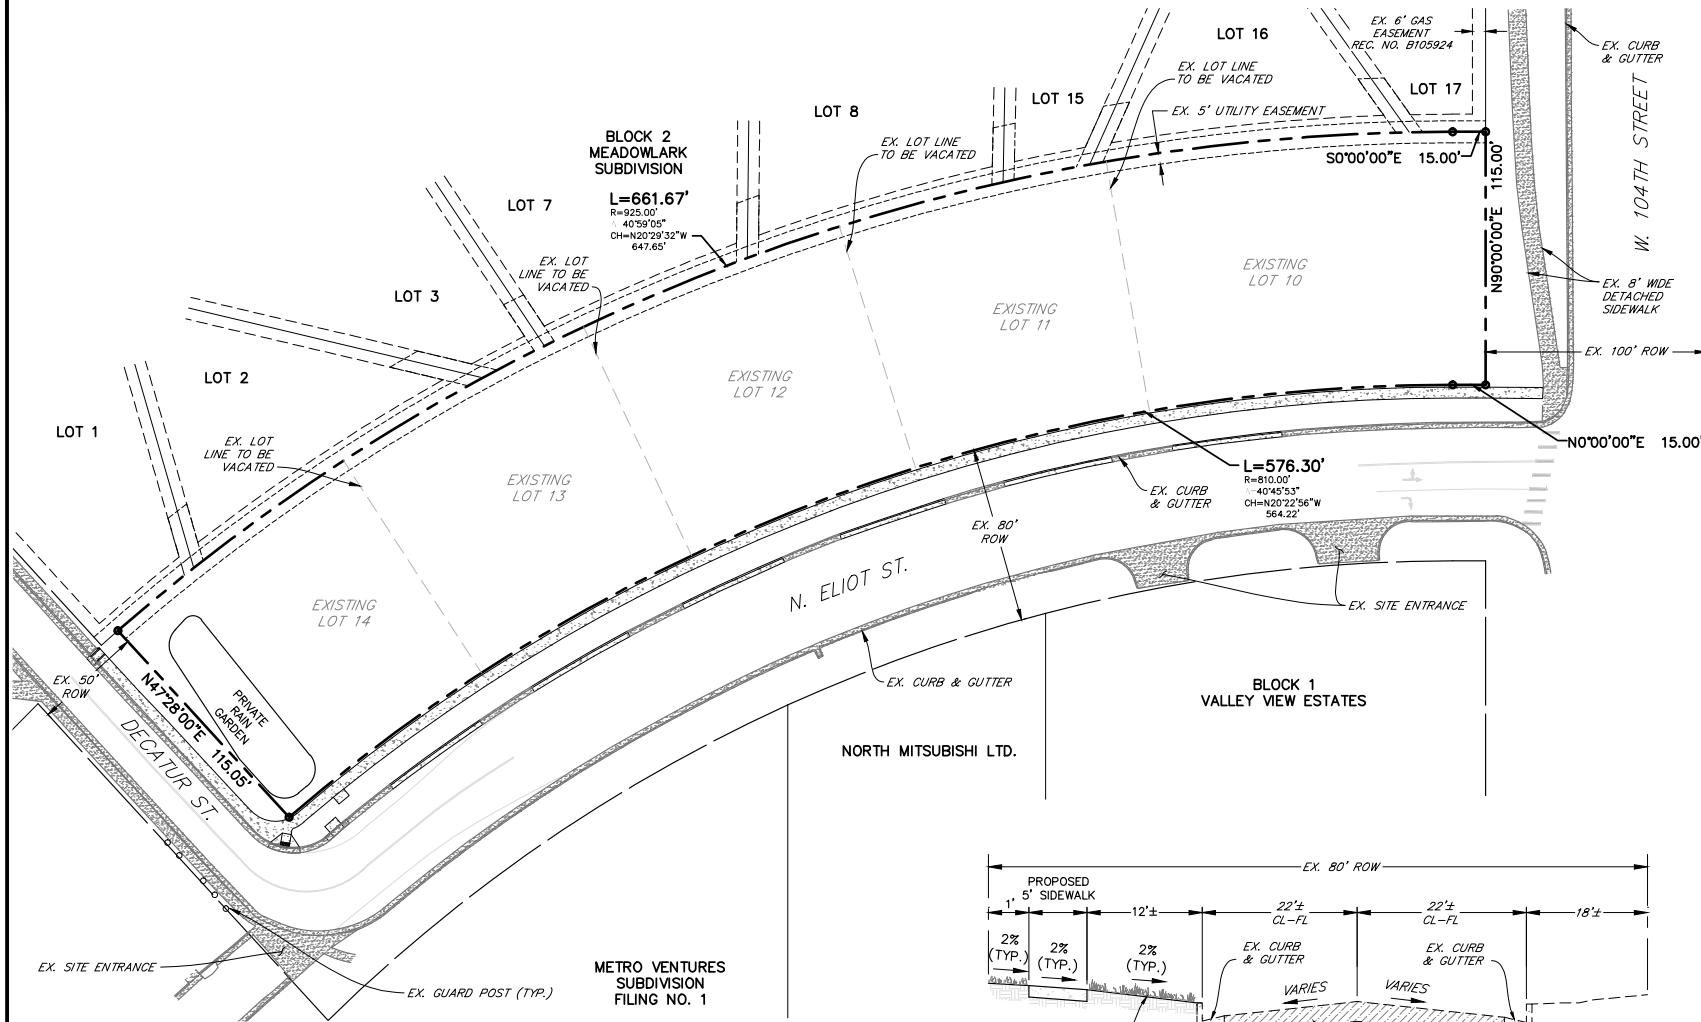 LOT 16
EX. 6' GAS
EASEMENT
REC. NO. B105924
EX. CURB
& GUTTER
W. 104TH STREET
EX. LOT LINE
TO BE VACATED
LOT 17
LOT 15
LOT 8
EX. 5' UTILITY EASEMENT
BLOCK 2
MEADOWLARK
SUBDIVISION
EX. LOT LINE
TO BE VACATED
S0°00'00"E 15.00'
N90°00'00"E 115.00'
L=661.67'
R=925.00'
40°59'05"
CH=N20°29'32"W
647.65'
LOT 7
EX. LOT
LINE TO BE
VACATED
EXISTING
LOT 10
EX. 8' WIDE
DETACHED
SIDEWALK
LOT 3
EXISTING
LOT 11
EX. 100' ROW
LOT 2
EXISTING
LOT 12
LOT 1
EX. LOT
LINE TO BE
VACATED
N0°00'00"E 15.00'
EXISTING
LOT 13
L=576.30'
R=810.00'
40°45'53"
CH=N20°22'56"W
564.22'
EX. CURB
& GUTTER
EX. 80'
ROW
N. ELIOT ST.
EXISTING
LOT 14
EX. SITE ENTRANCE
EX. 50'
ROW
N47°28'00"E 115.05'
PRIVATE
RAIN
GARDEN
EX. CURB & GUTTER
BLOCK 1
VALLEY VIEW ESTATES
DECATUR ST.
NORTH MITSUBISHI LTD.
EX. SITE ENTRANCE
EX. GUARD POST (TYP.)
METRO VENTURES
SUBDIVISION
FILING NO. 1
EX. 80' ROW
PROPOSED
5' SIDEWALK
1'
12'±
22'±
CL-FL
22'±
CL-FL
18'±
2%
(TYP.)
2%
(TYP.)
2%
(TYP.)
EX. CURB
& GUTTER
EX. CURB
& GUTTER
VARIES
VARIES